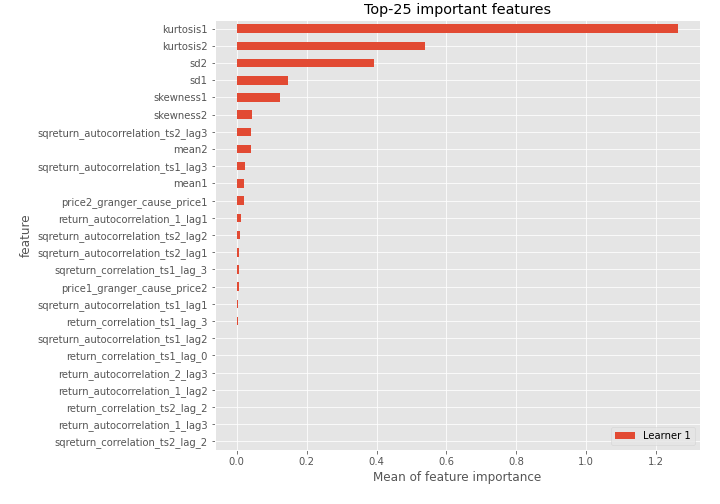 Top-25 important features
kurtosis1
kurtosis2
sd2
sd1
skewness1
skewness2
sqreturn_autocorrelation_ts2_lag3
mean2
sqreturn_autocorrelation_ts1_lag3
mean1
price2_granger_cause_price1
return_autocorrelation_1_lag1
sqreturn_autocorrelation_ts2_lag2
sqreturn_autocorrelation_ts2_lag1
sqreturn_correlation_ts1_lag_3
price1_granger_cause_price2
sqreturn_autocorrelation_ts1_lag1
return_correlation_ts1_lag_3
sqreturn_autocorrelation_ts1_lag2
return_correlation_ts1_lag_0
return_autocorrelation_2_lag3
return_autocorrelation_1_lag2
return_correlation_ts2_lag_2
return_autocorrelation_1_lag3
sqreturn_correlation_ts2_lag_2
feature
Learner 1
0.0 0.2 0.4 0.6 0.8 1.0 1.2
Mean of feature importance